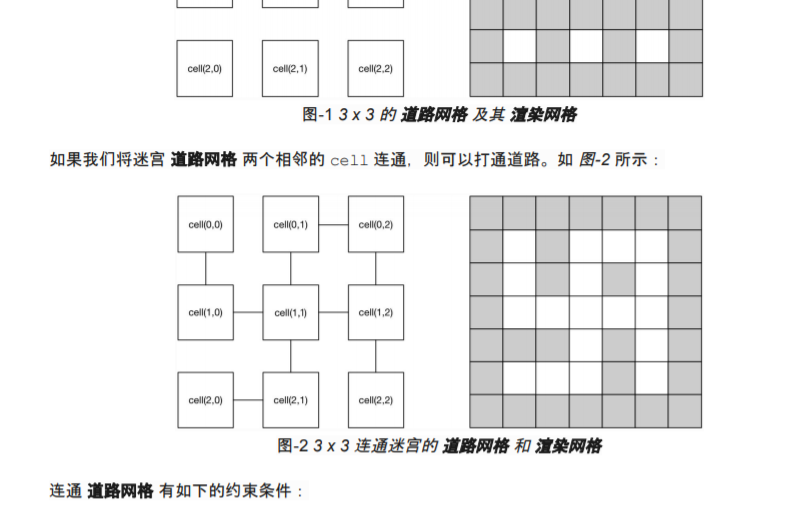 cell(2,0) cell(2,1) cell(2,2)
图-1 3 x 3 的 道路网格 及其 渲染网格
如果我们将迷宫 道路网格 两个相邻的 cell 连通，则可以打通道路。如 图-2 所示：
cell(0,0) cell(0,1) cell(0,2)
cell(1,0) cell(1,1) cell(1,2)
cell(2,0) cell(2,1) cell(2,2)
图-2 3 x 3 连通迷宫的 道路网格 和 渲染网格
连通 道路网格 有如下的约束条件：